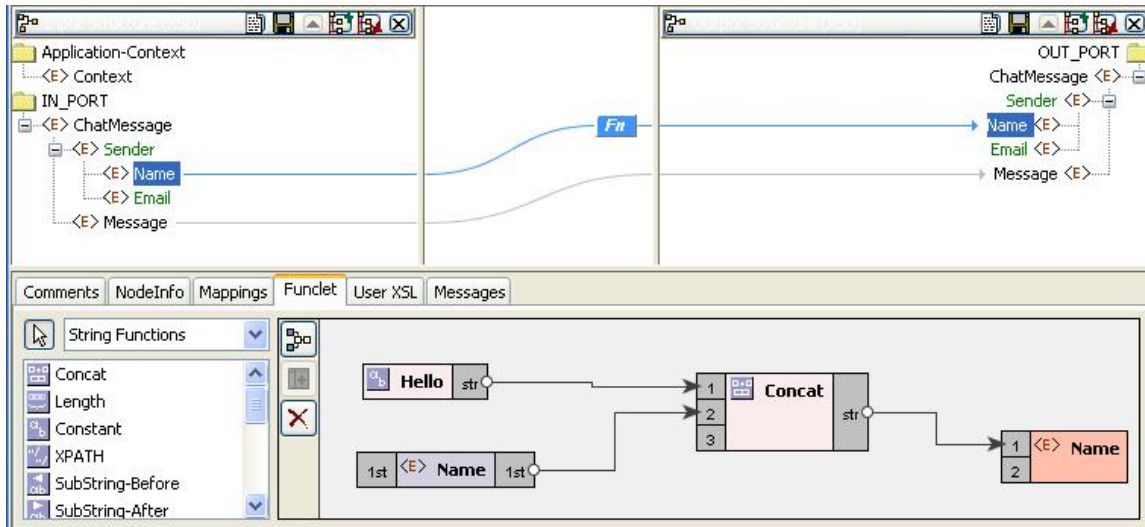 Application-Context
<E> Context
IN_PORT
<E> ChatMessage
<E> Sender
<E> Name
<E> Email
<E> Message
Fn
OUT_PORT
ChatMessage <E>
Sender <E>
Name <E>
Email <E>
Message <E>
Comments NodeInfo Mappings Funclet User XSL Messages
String Functions
Concat
Length
Constant
XPATH
SubString-Before
SubString-After
Hello str
1st <E> Name 1st
1 Concat
2 str
3
1 <E> Name
2